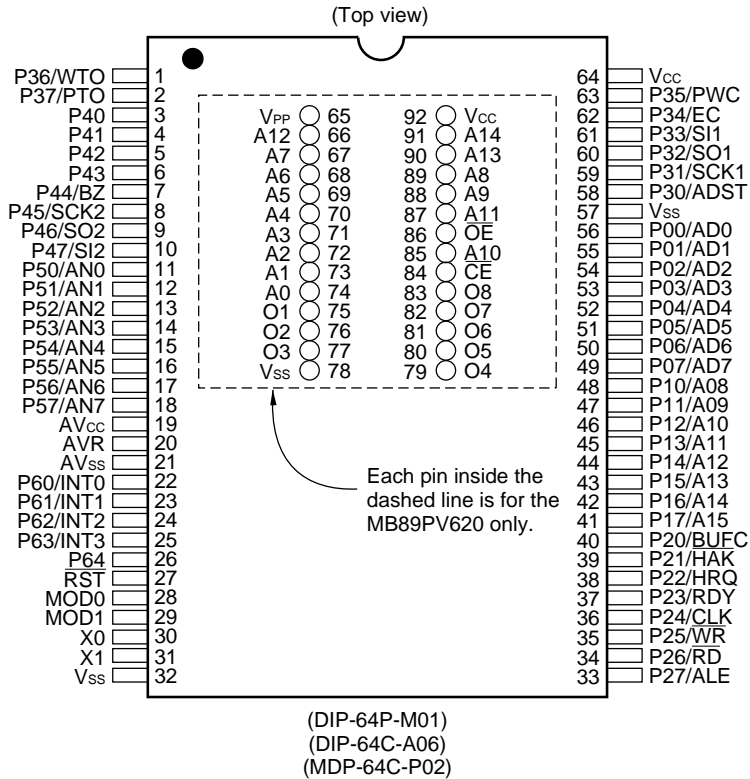 (Top view)
P36/WTO 1 64 Vcc
P37/PTO 2 63 P35/PWC
P40 3 62 P34/EC
P41 4 61 P33/SI1
P42 5 60 P32/SO1
P43 6 59 P31/SCK1
P44/BZ 7 58 P30/ADST
P45/SCK2 8 57 Vss
P46/SO2 9 56 P00/AD0
P47/SI2 10 55 P01/AD1
P50/AN0 11 54 P02/AD2
P51/AN1 12 53 P03/AD3
P52/AN2 13 52 P04/AD4
P53/AN3 14 51 P05/AD5
P54/AN4 15 50 P06/AD6
P55/AN5 16 49 P07/AD7
P56/AN6 17 48 P10/A08
P57/AN7 18 47 P11/A09
AVcc 19 46 P12/A10
AVR 20 45 P13/A11
AVss 21 44 P14/A12
P60/INT0 22 43 P15/A13
P61/INT1 23 42 P16/A14
P62/INT2 24 41 P17/A15
P63/INT3 25 40 P20/BUFC
P64 26 39 P21/HAK
RST 27 38 P22/HRQ
MOD0 28 37 P23/RDY
MOD1 29 36 P24/CLK
X0 30 35 P25/WR
X1 31 34 P26/RD
Vss 32 33 P27/ALE
VPP 65 92 Vcc
A12 66 91 A14
A7 67 90 A13
A6 68 89 A8
A5 69 88 A9
A4 70 87 A11
A3 71 86 OE
A2 72 85 A10
A1 73 84 CE
A0 74 83 O8
O1 75 82 O7
O2 76 81 O6
O3 77 80 O5
Vss 78 79 O4
Each pin inside the
dashed line is for the
MB89PV620 only.
(DIP-64P-M01)
(DIP-64C-A06)
(MDP-64C-P02)